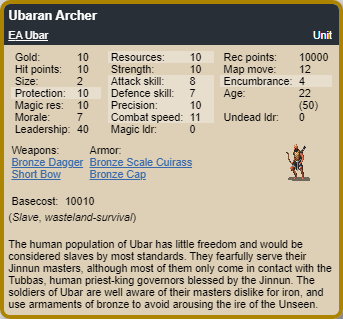 Ubaran Archer
EA Ubar Unit
Gold: 10 Resources: 10 Rec points: 10000
Hit points: 10 Strength: 10 Map move: 12
Size: 2 Attack skill: 8 Encumbrance: 4
Protection: 10 Defence skill: 7 Age: 22
Magic res: 10 Precision: 10 (50)
Morale: 7 Combat speed: 11 Undead ldr: 0
Leadership: 40 Magic ldr: 0
Weapons: Armor:
Bronze Dagger Bronze Scale Cuirass
Short Bow Bronze Cap
Basecost: 10010
(Slave, wasteland-survival)
The human population of Ubar has little freedom and would be
considered slaves by most standards. They fearfully serve their
Jinnun masters, although most of them only come in contact with the
Tubbas, human priest-king governors blessed by the Jinnun. The
soldiers of Ubar are well aware of their masters dislike for iron, and
use armaments of bronze to avoid arousing the ire of the Unseen.